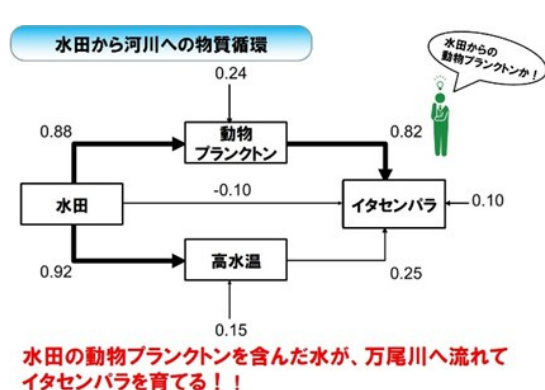 水田から河川への物質循環
水田からの
動物プランクトンか！
0.24
0.88
動物
プランクトン
0.82
水田
-0.10
イタセンパラ
0.10
0.92
高水温
0.25
0.15
水田の動物プランクトンを含んだ水が、万尾川へ流れて
イタセンパラを育てる！！